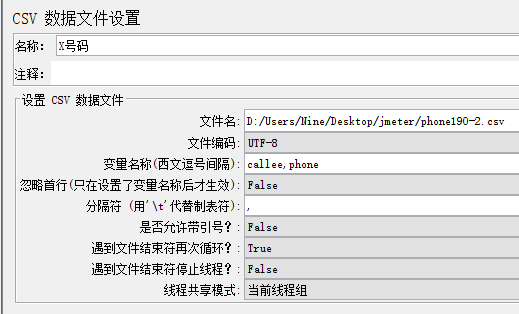 CSV 数据文件设置
名称： X号码
注释：
设置 CSV 数据文件
文件名: D:/Users/Nine/Desktop/jmeter/phone190-2.csv
文件编码: UTF-8
变量名称(西文逗号间隔): callee,phone
忽略首行(只在设置了变量名称后才生效): False
分隔符 (用'\t'代替制表符): ,
是否允许带引号？: False
遇到文件结束符再次循环？: True
遇到文件结束符停止线程？: False
线程共享模式: 当前线程组